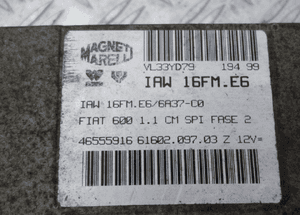 MAGNETI
MARELLI
VL33YD79 194 99
IAW 16FM.E6
IAW 16FM.E6/6A37-C0
FIAT 600 1.1 CM SPI FASE 2
46555916 61602.097.03 Z 12V=